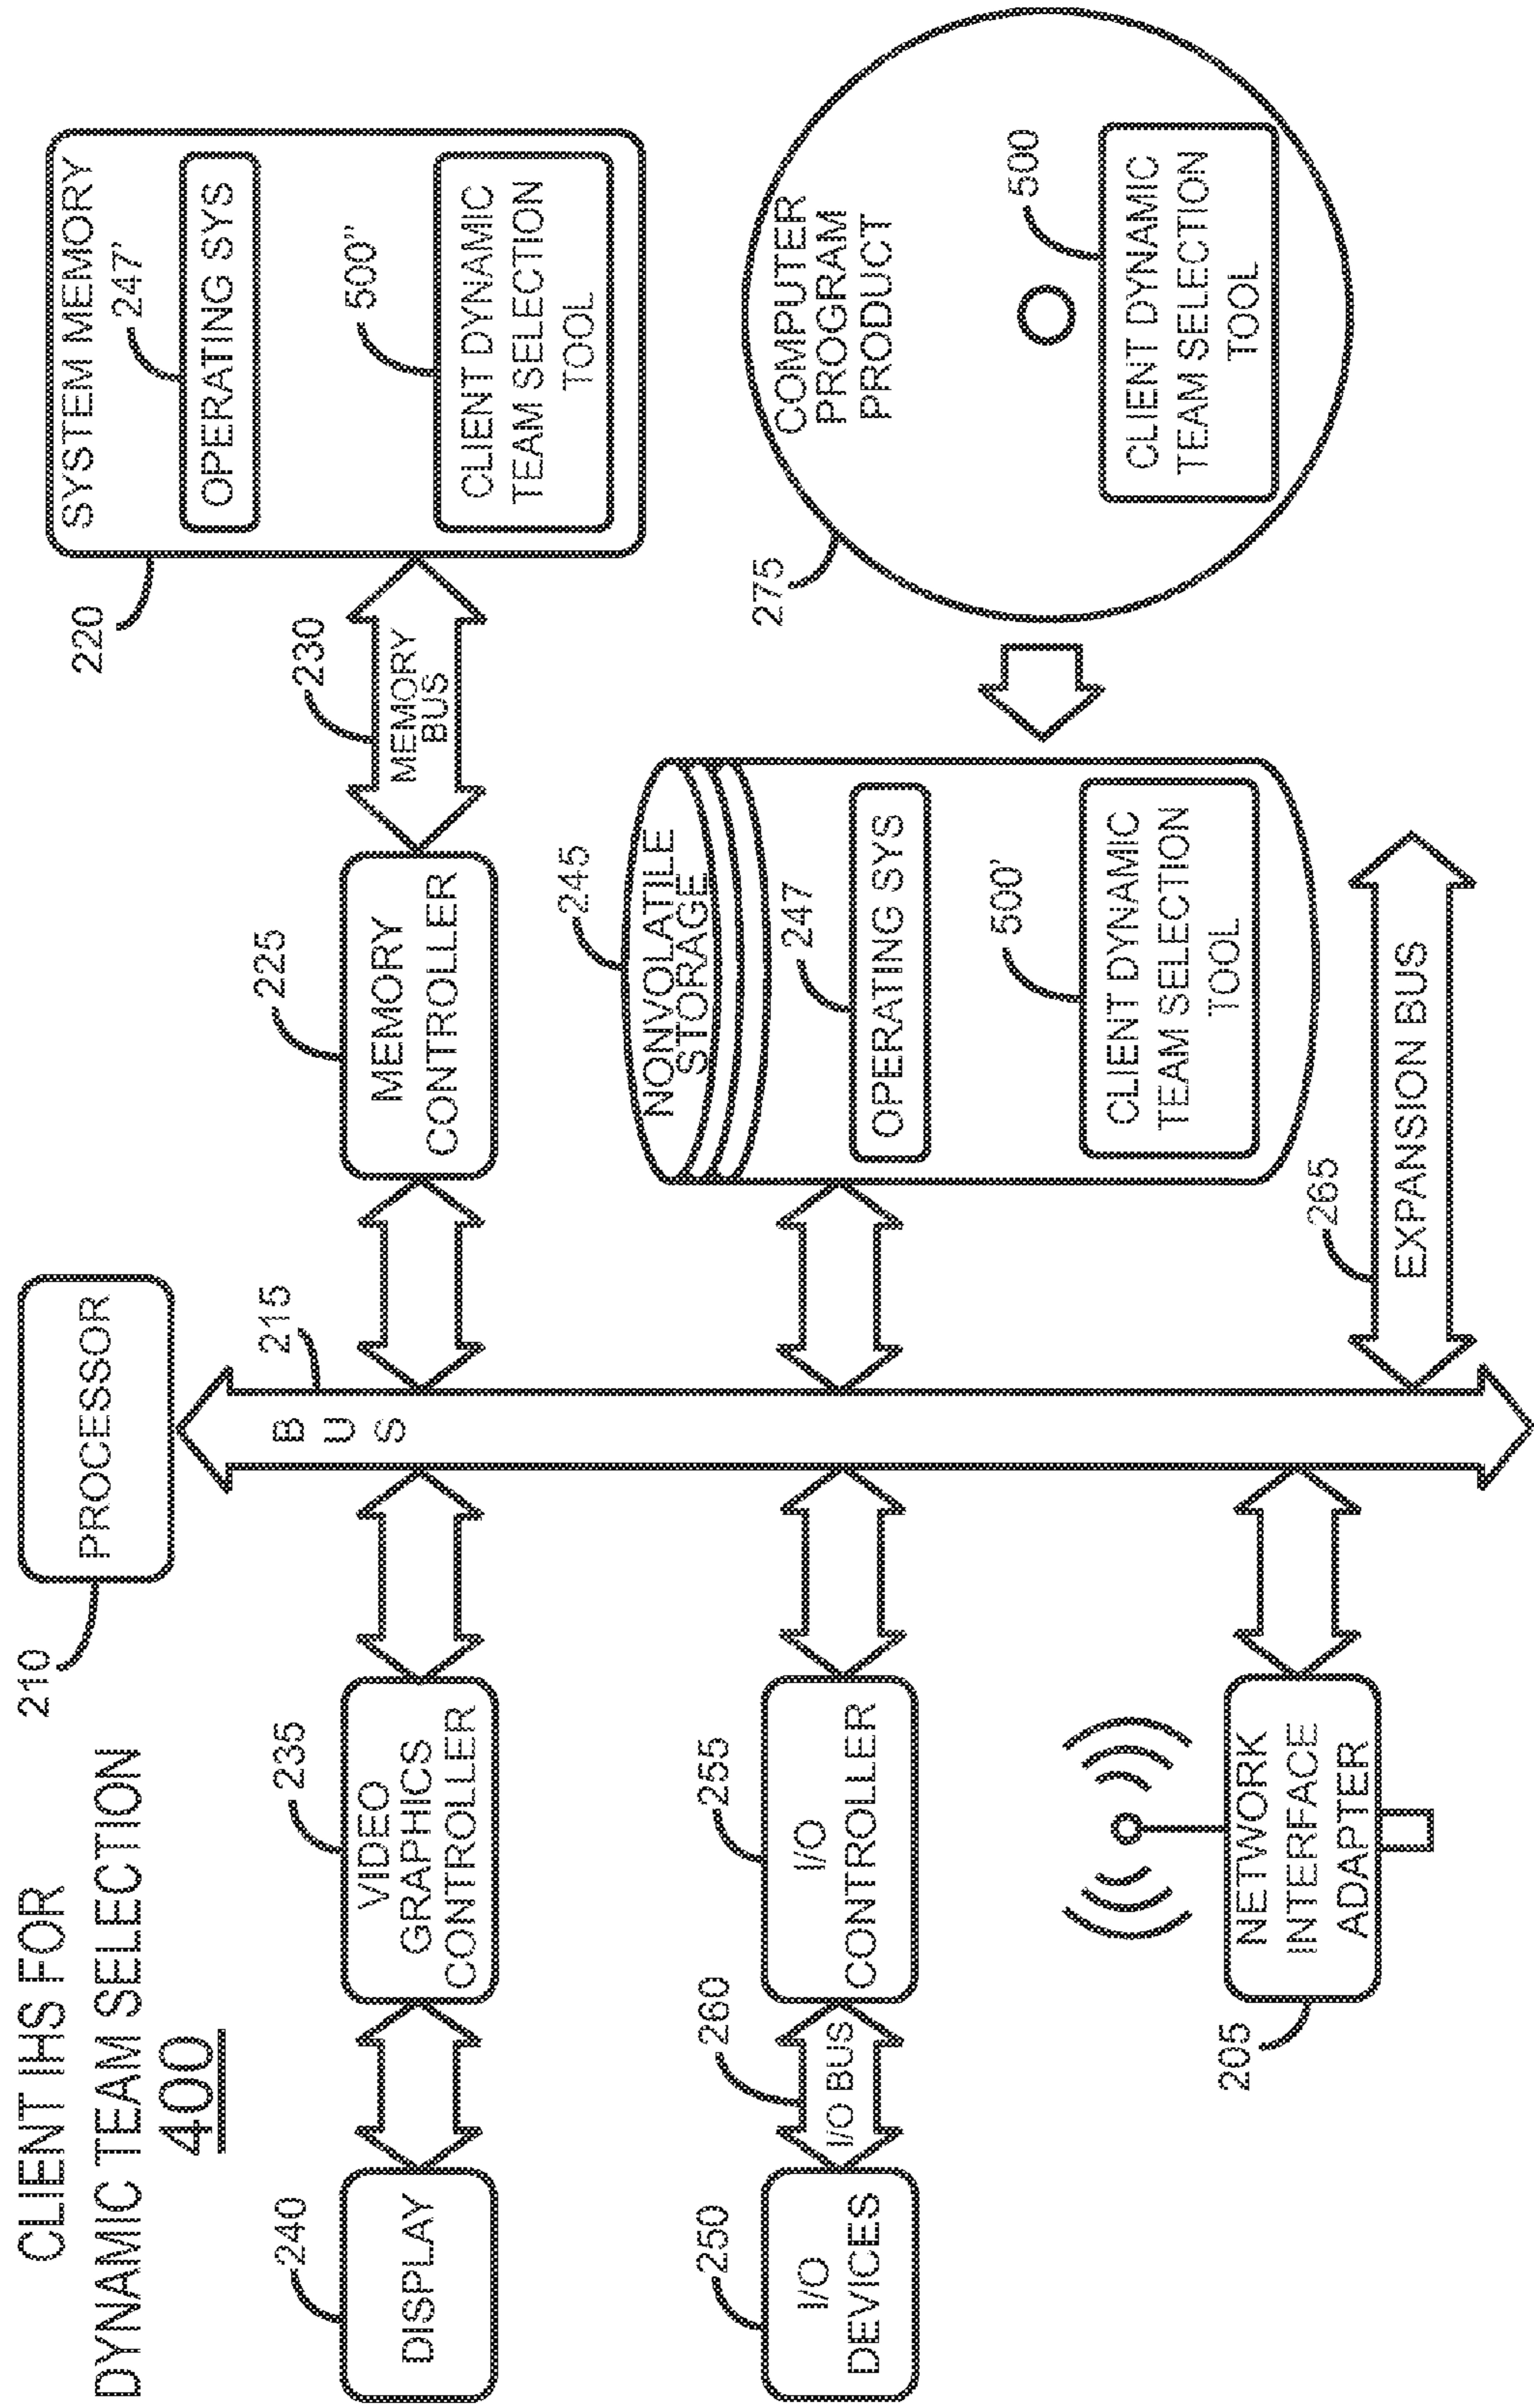 CLIENT IHS FOR
DYNAMIC TEAM SELECTION
400
210
PROCESSOR
215
B
U
S
240
DISPLAY
235
VIDEO
GRAPHICS
CONTROLLER
225
MEMORY
CONTROLLER
230
MEMORY
BUS
220
SYSTEM MEMORY
247'
OPERATING SYS
500''
CLIENT DYNAMIC
TEAM SELECTION
TOOL
250
I/O
DEVICES
260
I/O BUS
255
I/O
CONTROLLER
245
NONVOLATILE
STORAGE
247
OPERATING SYS
500'
CLIENT DYNAMIC
TEAM SELECTION
TOOL
275
COMPUTER
PROGRAM
PRODUCT
500
CLIENT DYNAMIC
TEAM SELECTION
TOOL
205
NETWORK
INTERFACE
ADAPTER
265
EXPANSION BUS